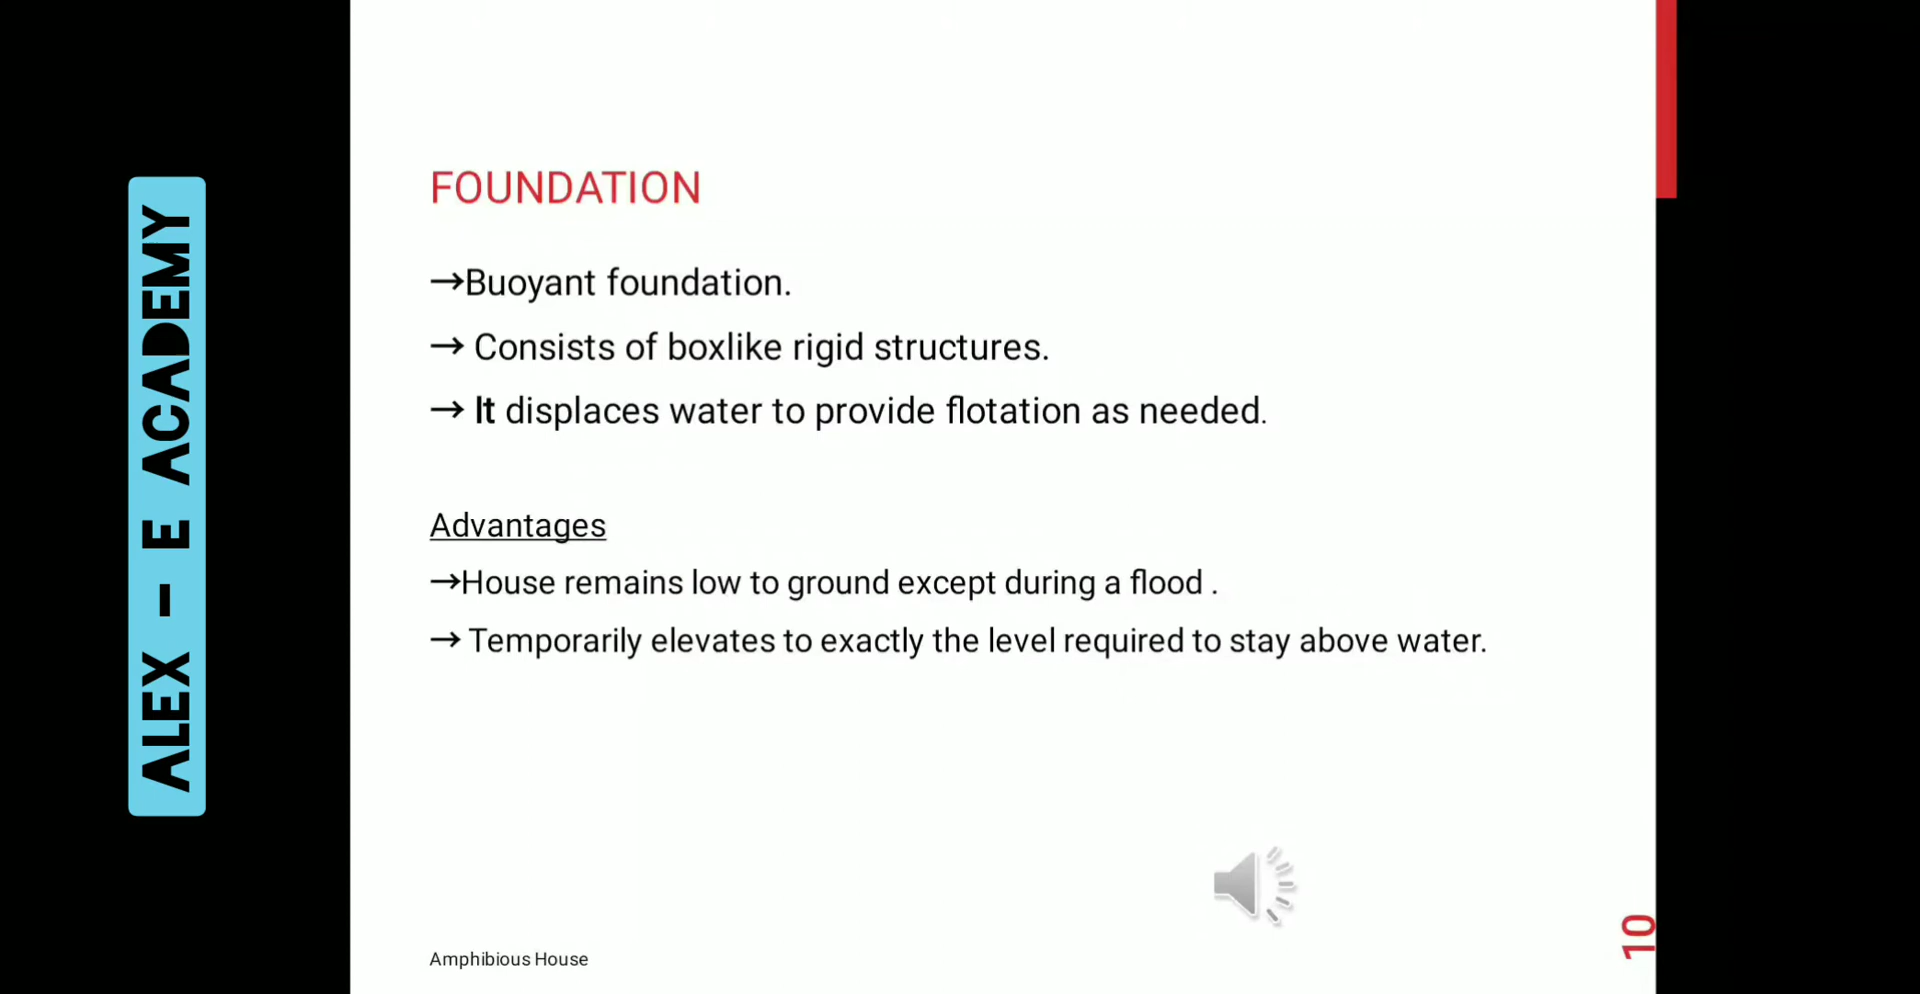 ALEX - E ACADEMY
FOUNDATION
→Buoyant foundation.
→ Consists of boxlike rigid structures.
→ It displaces water to provide flotation as needed.
Advantages
→House remains low to ground except during a flood .
→ Temporarily elevates to exactly the level required to stay above water.
Amphibious House
10